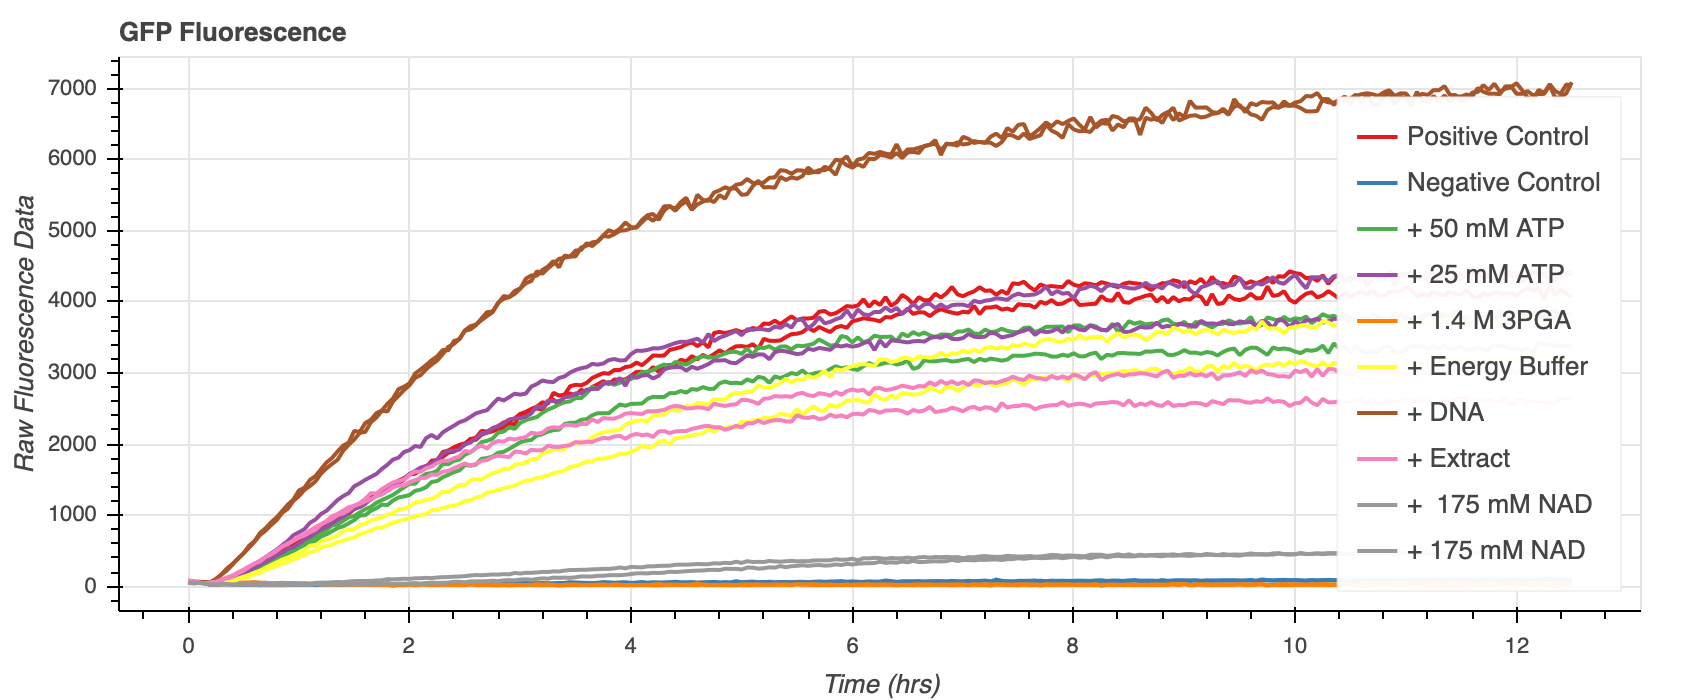 GFP Fluorescence
Raw Fluorescence Data
7000
6000
5000
4000
3000
2000
1000
0
0 2 4 6 8 10 12
Time (hrs)
Positive Control
Negative Control
+ 50 mM ATP
+ 25 mM ATP
+ 1.4 M 3PGA
+ Energy Buffer
+ DNA
+ Extract
+  175 mM NAD
+ 175 mM NAD